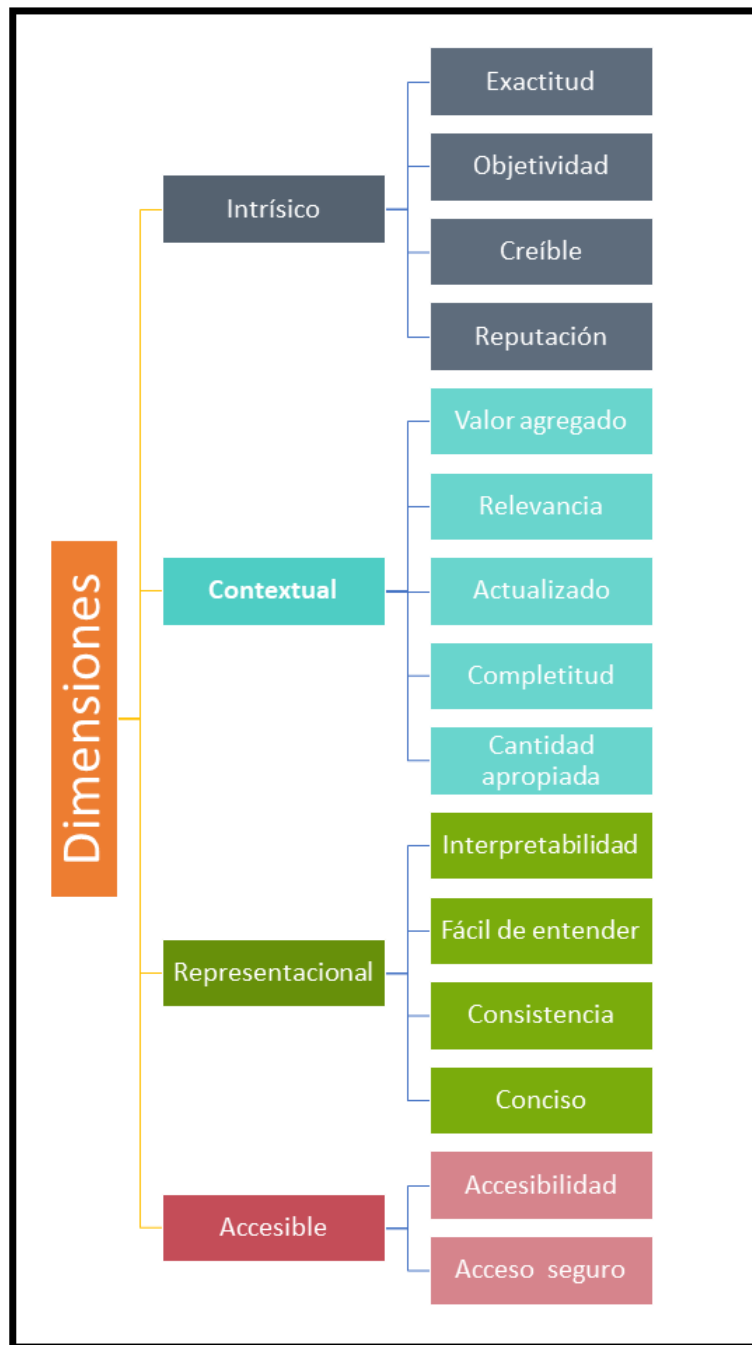 Dimensiones
Intrísico
Exactitud
Objetividad
Creíble
Reputación
Contextual
Valor agregado
Relevancia
Actualizado
Completitud
Cantidad
apropiada
Representacional
Interpretabilidad
Fácil de entender
Consistencia
Conciso
Accesible
Accesibilidad
Acceso seguro